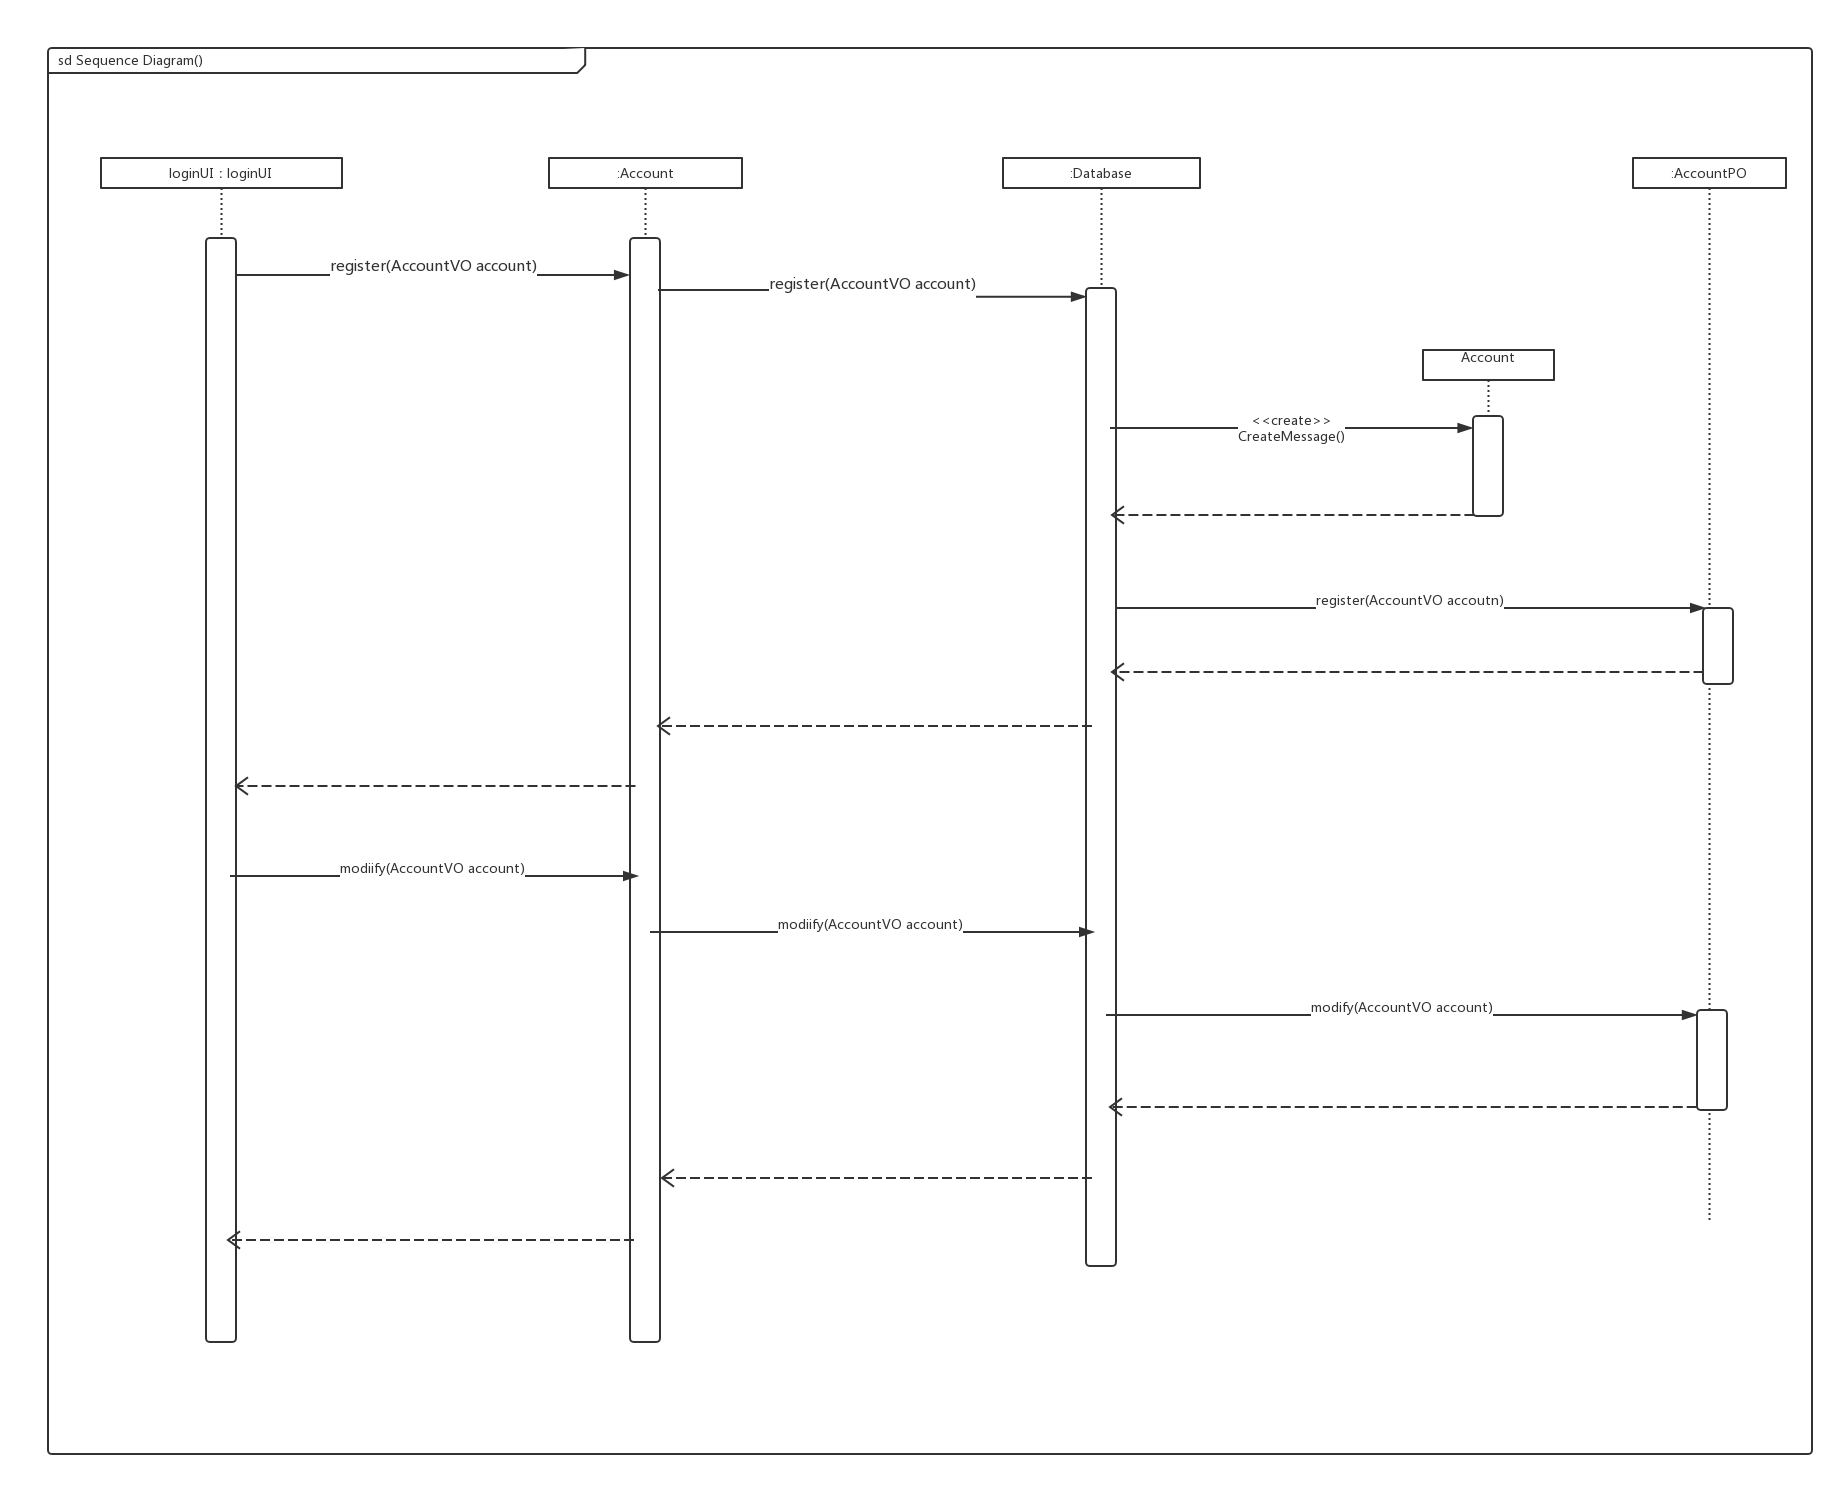 sd Sequence Diagram()
loginUI : loginUI
:Account
:Database
:AccountPO
register(AccountVO account)
register(AccountVO account)
Account
<<create>>
CreateMessage()
register(AccountVO accoutn)
modiify(AccountVO account)
modiify(AccountVO account)
modify(AccountVO account)